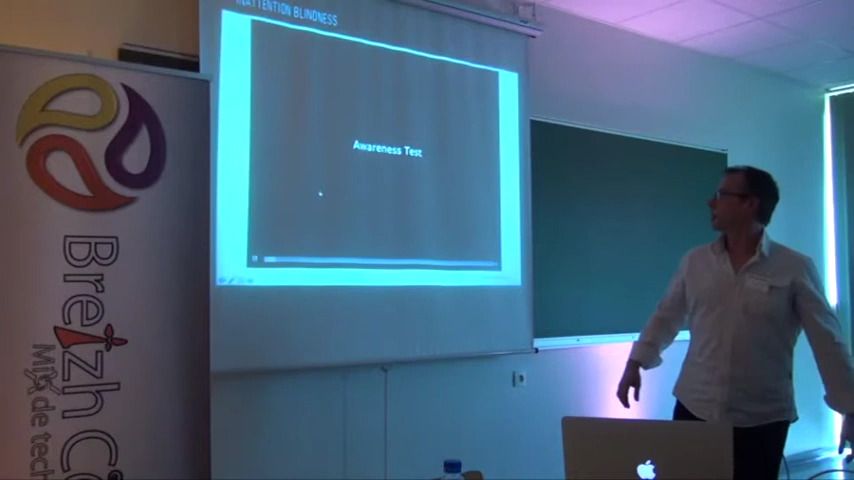 INATTENTION BLINDNESS
Awareness Test
Breizh C
Mix de tech